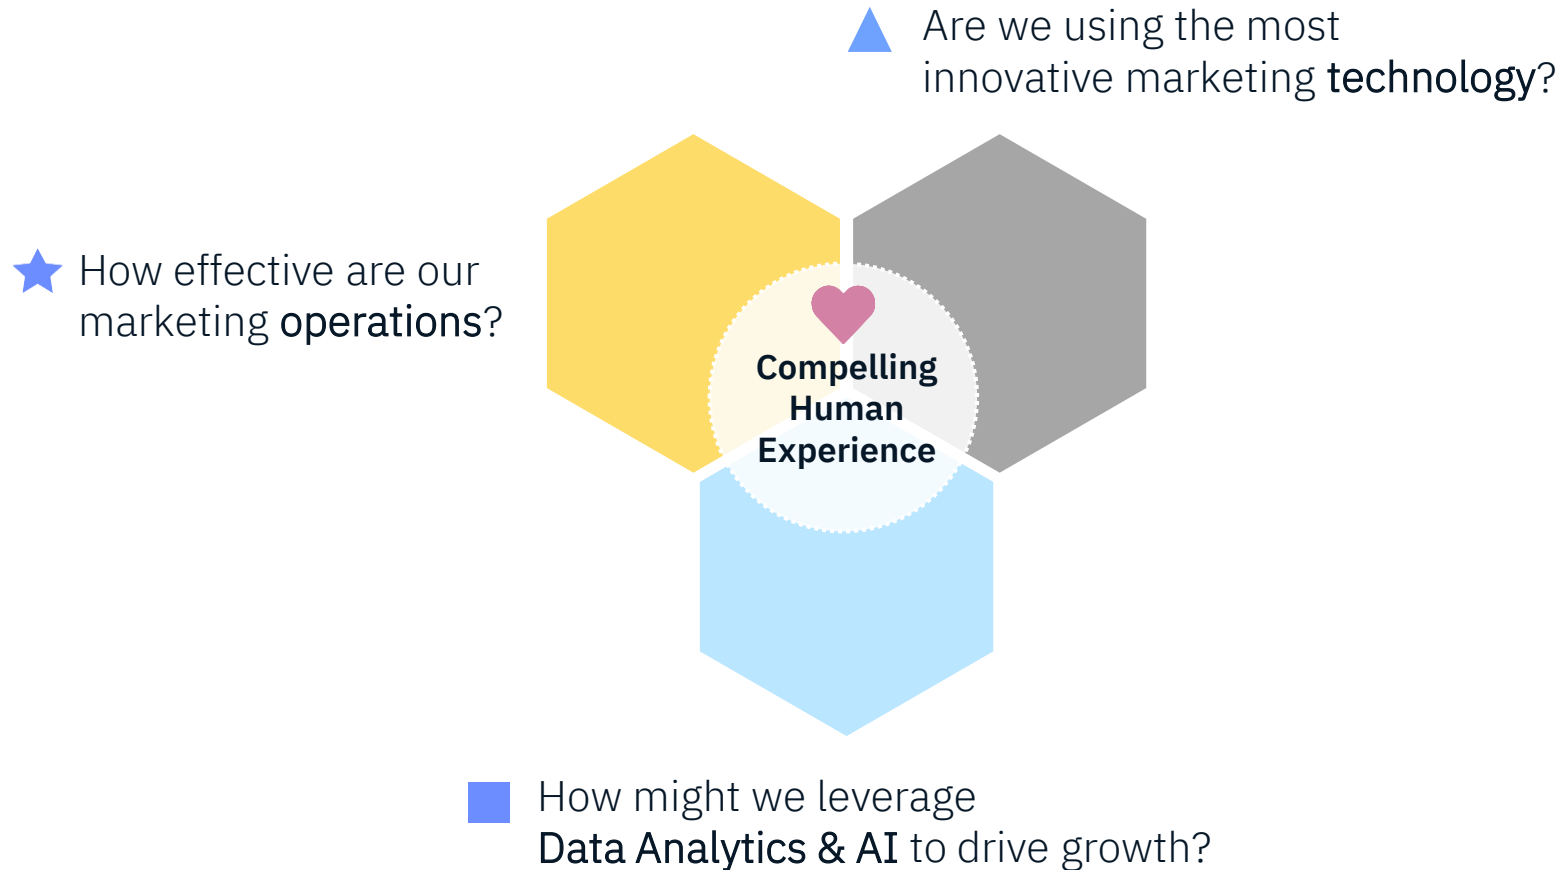 Are we using the most
innovative marketing technology?
How effective are our
marketing operations?
Compelling
Human
Experience
How might we leverage
Data Analytics & AI to drive growth?